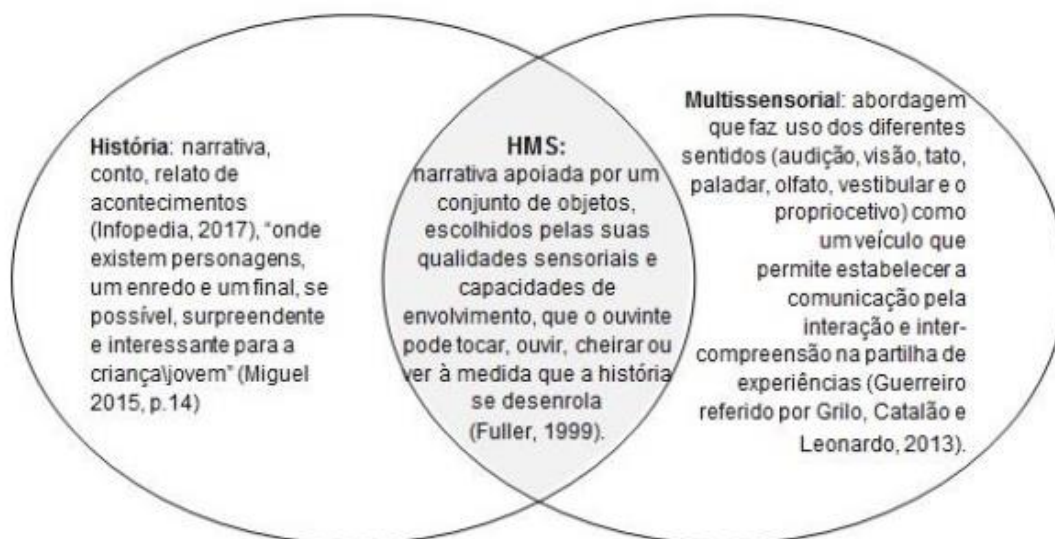 História: narrativa,
conto, relato de
acontecimentos
(Infopedia, 2017), “onde
existem personagens,
um enredo e um final, se
possível, surpreendente
e interessante para a
criança\jovem” (Miguel
2015, p.14)
HMS:
narrativa apoiada por um
conjunto de objetos,
escolhidos pelas suas
qualidades sensoriais e
capacidades de
envolvimento, que o ouvinte
pode tocar, ouvir, cheirar ou
ver à medida que a história
se desenrola
(Fuller, 1999).
Multissensorial: abordagem
que faz uso dos diferentes
sentidos (audição, visão, tato,
paladar, olfato, vestibular e o
propriocetivo) como
um veículo que
permite estabelecer a
comunicação pela
interação e inter-
compreensão na partilha de
experiências (Guerreiro
referido por Grilo, Catalão e
Leonardo, 2013).